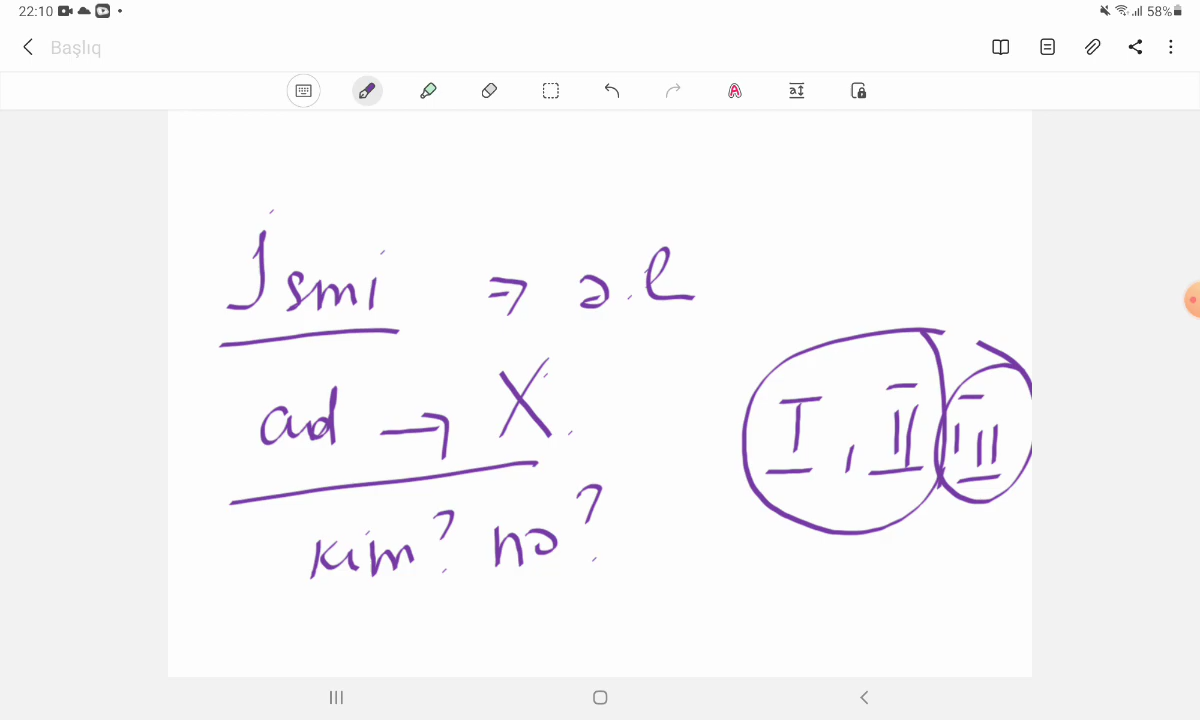 22:10 58%
Başlıq
İsmi => ə.l
ad → X.
I, II III
kim? nə?